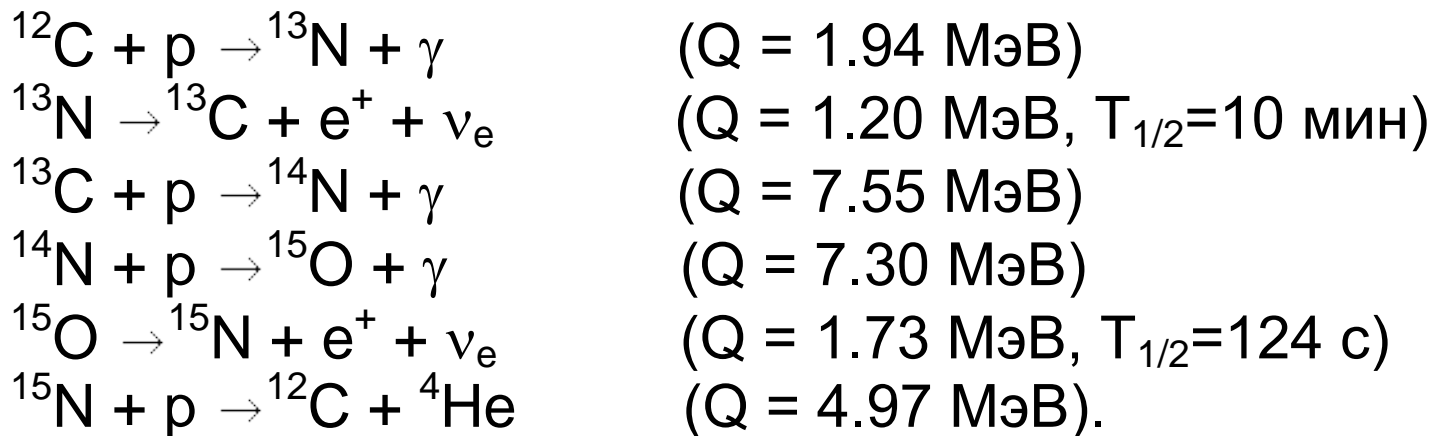 ¹²C + p → ¹³N + γ (Q = 1.94 МэВ)
¹³N → ¹³C + e⁺ + νₑ (Q = 1.20 МэВ, T₁/₂=10 мин)
¹³C + p → ¹⁴N + γ (Q = 7.55 МэВ)
¹⁴N + p → ¹⁵O + γ (Q = 7.30 МэВ)
¹⁵O → ¹⁵N + e⁺ + νₑ (Q = 1.73 МэВ, T₁/₂=124 с)
¹⁵N + p → ¹²C + ⁴He (Q = 4.97 МэВ).